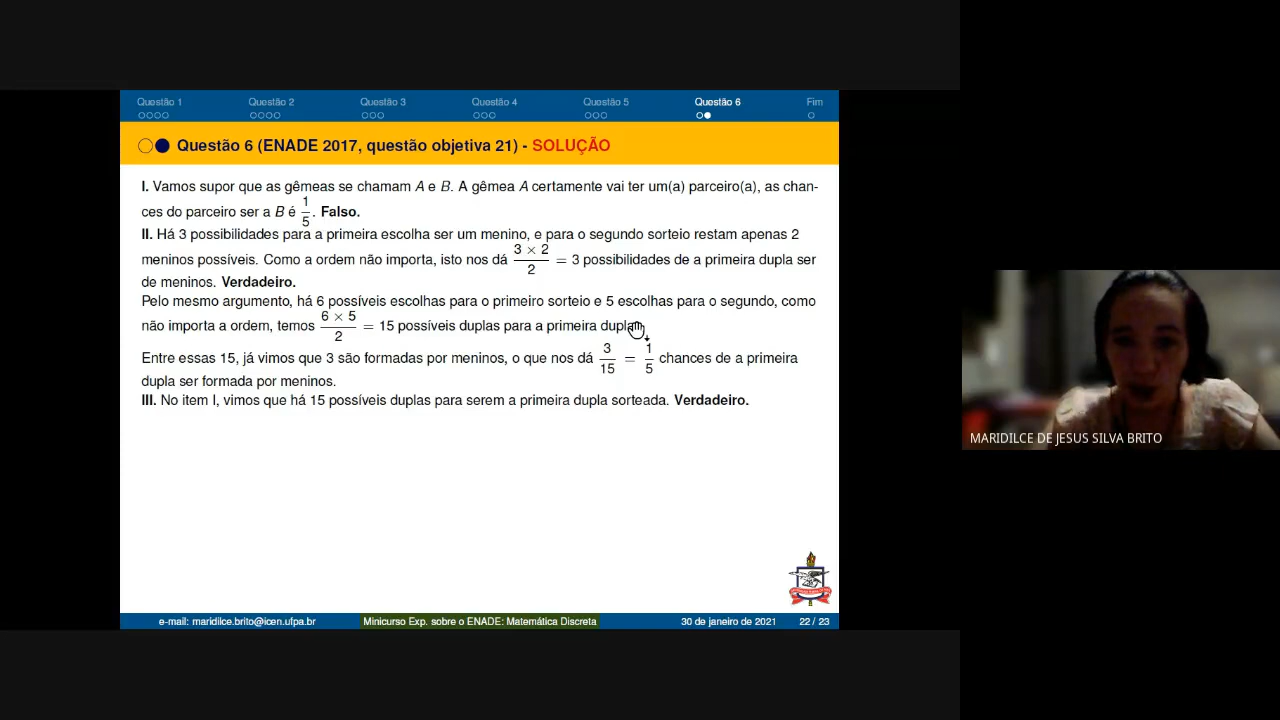 Questão 1 Questão 2 Questão 3 Questão 4 Questão 5 Questão 6 Fim
Questão 6 (ENADE 2017, questão objetiva 21) - SOLUÇÃO
I. Vamos supor que as gêmeas se chamam A e B. A gêmea A certamente vai ter um(a) parceiro(a), as chan-
ces do parceiro ser a B é 1/5. Falso.
II. Há 3 possibilidades para a primeira escolha ser um menino, e para o segundo sorteio restam apenas 2
meninos possíveis. Como a ordem não importa, isto nos dá (3 × 2)/2 = 3 possibilidades de a primeira dupla ser
de meninos. Verdadeiro.
Pelo mesmo argumento, há 6 possíveis escolhas para o primeiro sorteio e 5 escolhas para o segundo, como
não importa a ordem, temos (6 × 5)/2 = 15 possíveis duplas para a primeira dupla
Entre essas 15, já vimos que 3 são formadas por meninos, o que nos dá 3/15 = 1/5 chances de a primeira
dupla ser formada por meninos.
III. No item I, vimos que há 15 possíveis duplas para serem a primeira dupla sorteada. Verdadeiro.
e-mail: maridilce.brito@icen.ufpa.br Minicurso Exp. sobre o ENADE: Matemática Discreta 30 de janeiro de 2021 22 / 23
MARIDILCE DE JESUS SILVA BRITO